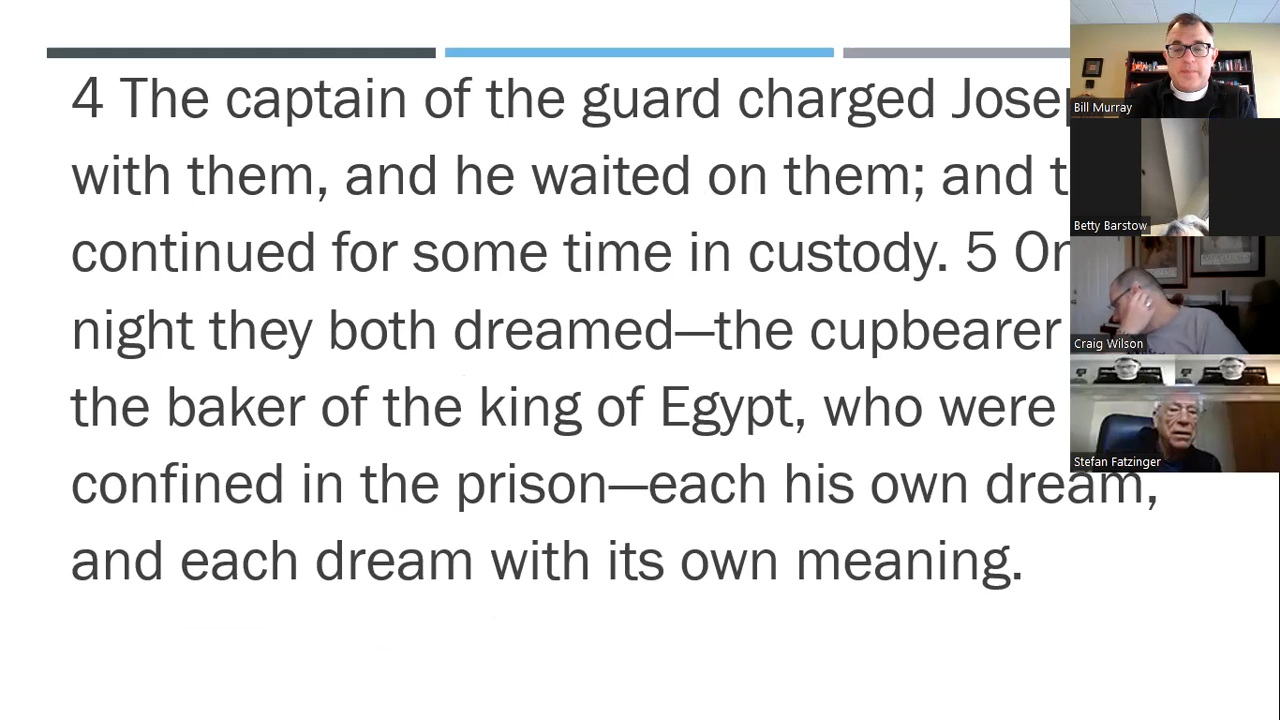 4 The captain of the guard charged
with them, and he waited on them; and
continued for some time in custody. 5
night they both dreamed—the cupbearer
the baker of the king of Egypt, who were
confined in the prison—each his own dream,
and each dream with its own meaning.
Bill Murray
Betty Barstow
Craig Wilson
Stefan Fatzinger